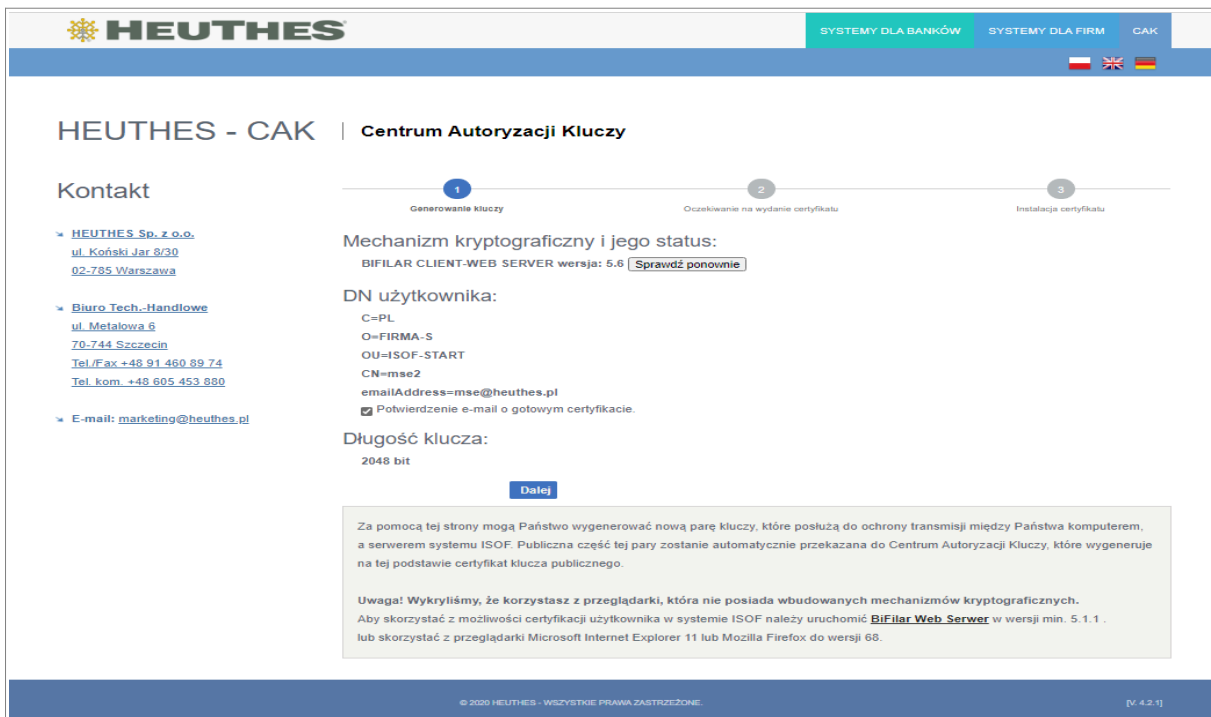 HEUTHES
SYSTEMY DLA BANKÓW
SYSTEMY DLA FIRM
CAK
HEUTHES - CAK
Centrum Autoryzacji Kluczy
Kontakt
HEUTHES Sp. z o.o.
ul. Koński Jar 8/30
02-785 Warszawa
Biuro Tech.-Handlowe
ul. Metalowa 6
70-744 Szczecin
Tel./Fax +48 91 460 89 74
Tel. kom. +48 605 453 880
E-mail: marketing@heuthes.pl
1
Generowanie kluczy
2
Oczekiwanie na wydanie certyfikatu
3
Instalacja certyfikatu
Mechanizm kryptograficzny i jego status:
BIFILAR CLIENT-WEB SERVER wersja: 5.6 Sprawdź ponownie
DN użytkownika:
C=PL
O=FIRMA-S
OU=ISOF-START
CN=mse2
emailAddress=mse@heuthes.pl
Potwierdzenie e-mail o gotowym certyfikacie.
Długość klucza:
2048 bit
Dalej
Za pomocą tej strony mogą Państwo wygenerować nową parę kluczy, które posłużą do ochrony transmisji między Państwa komputerem,
a serwerem systemu ISOF. Publiczna część tej pary zostanie automatycznie przekazana do Centrum Autoryzacji Kluczy, które wygeneruje
na tej podstawie certyfikat klucza publicznego.
Uwaga! Wykryliśmy, że korzystasz z przeglądarki, która nie posiada wbudowanych mechanizmów kryptograficznych.
Aby skorzystać z możliwości certyfikacji użytkownika w systemie ISOF należy uruchomić BiFilar Web Serwer w wersji min. 5.1.1 .
lub skorzystać z przeglądarki Microsoft Internet Explorer 11 lub Mozilla Firefox do wersji 68.
© 2020 HEUTHES - WSZYSTKIE PRAWA ZASTRZEŻONE.
[V. 4.2.1]